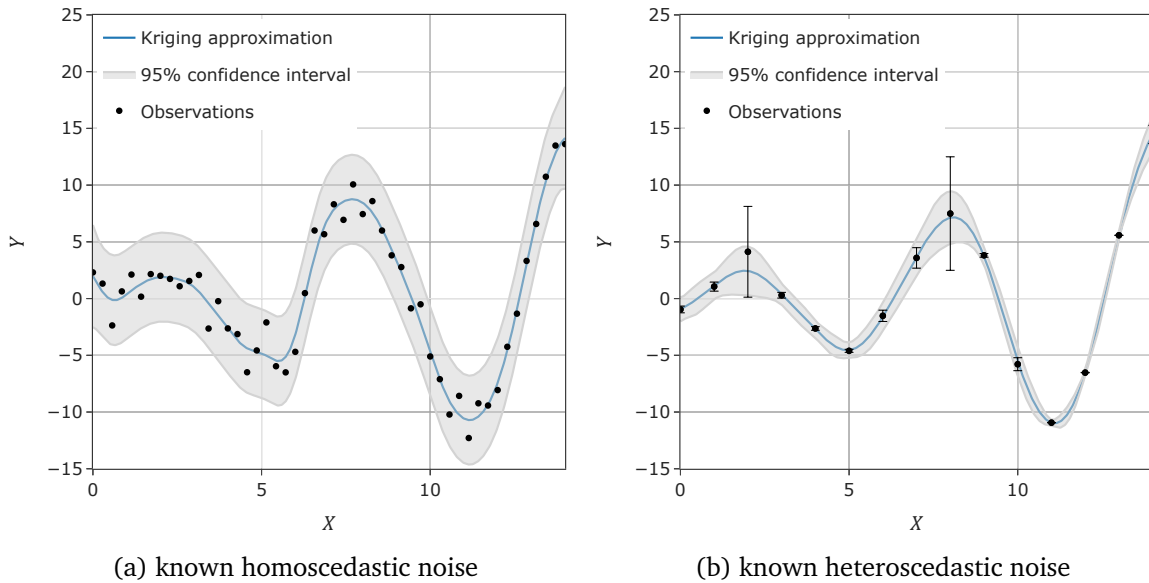 25
20
15
10
5
0
−5
−10
−15
Y
Kriging approximation
95% confidence interval
Observations
0
5
10
X
(a) known homoscedastic noise
25
20
15
10
5
0
−5
−10
−15
Y
Kriging approximation
95% confidence interval
Observations
0
5
10
X
(b) known heteroscedastic noise